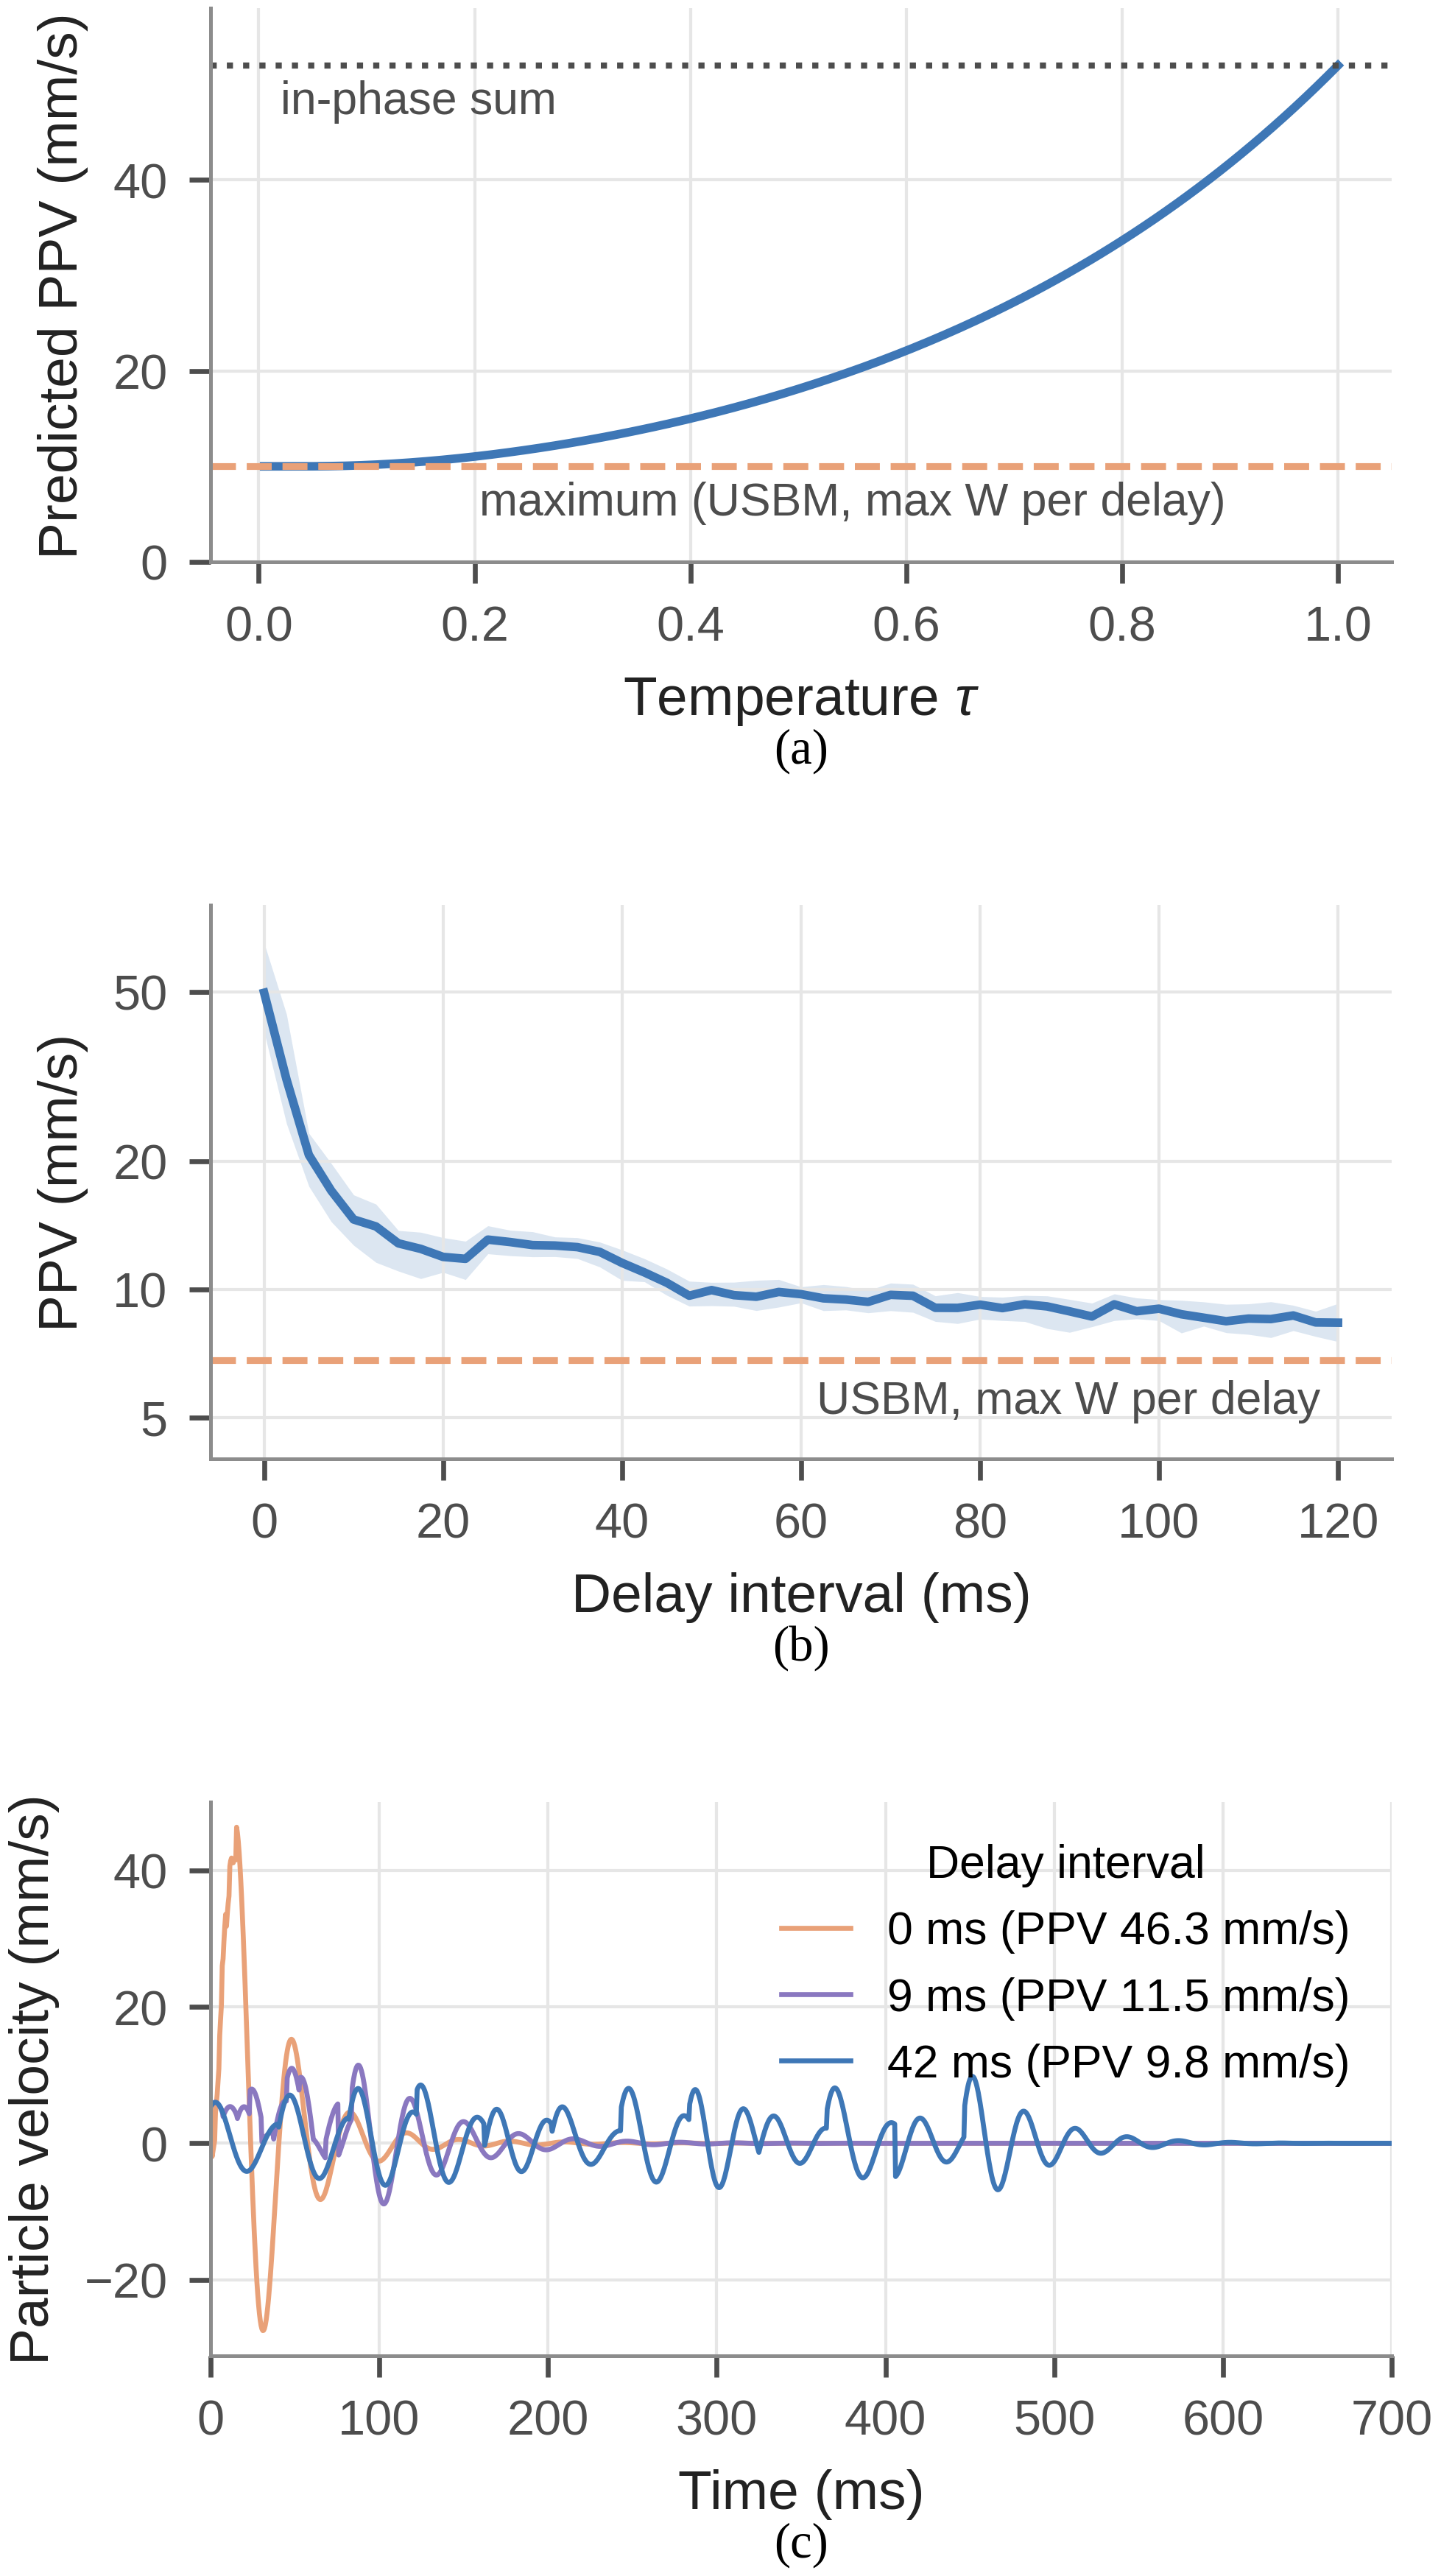 Predicted PPV (mm/s)
in-phase sum
40
20
0
maximum (USBM, max W per delay)
0.0 0.2 0.4 0.6 0.8 1.0
Temperature τ
(a)
PPV (mm/s)
50
20
10
5
USBM, max W per delay
0 20 40 60 80 100 120
Delay interval (ms)
(b)
Particle velocity (mm/s)
40
20
0
−20
Delay interval
0 ms (PPV 46.3 mm/s)
9 ms (PPV 11.5 mm/s)
42 ms (PPV 9.8 mm/s)
0 100 200 300 400 500 600 700
Time (ms)
(c)